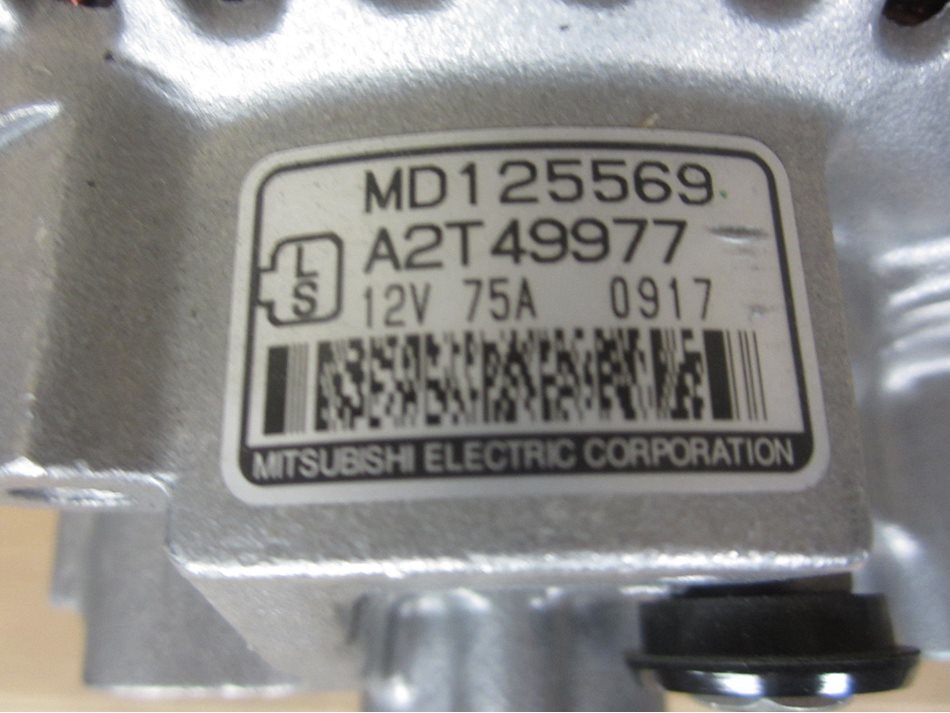 MD125569
A2T49977
L
S
12V 75A 0917
MITSUBISHI ELECTRIC CORPORATION